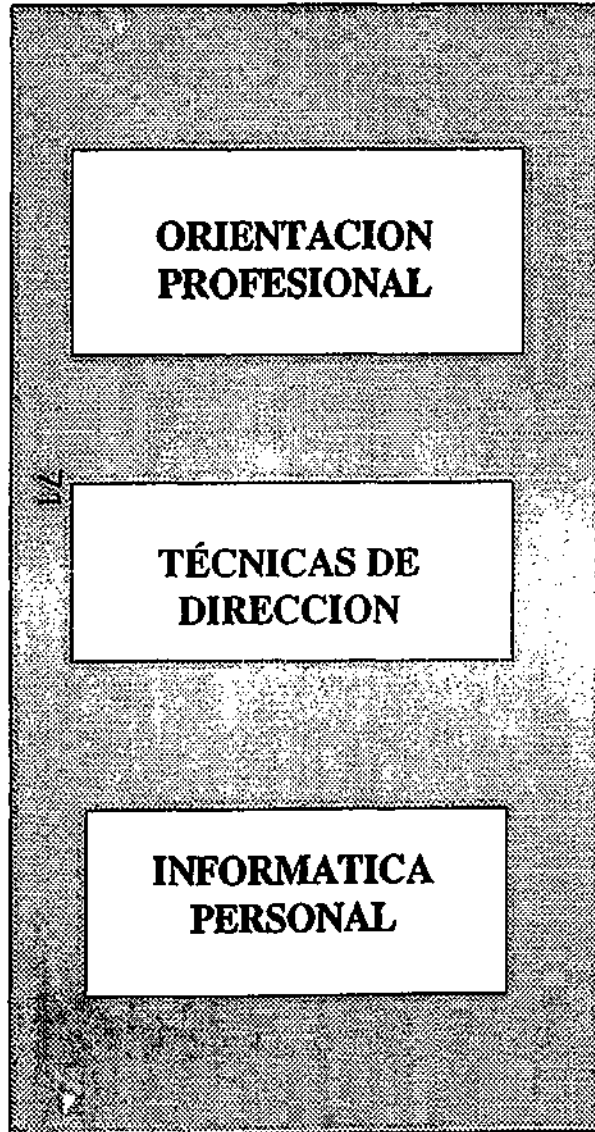 ORIENTACION
PROFESIONAL
TÉCNICAS DE
DIRECCION
INFORMATICA
PERSONAL